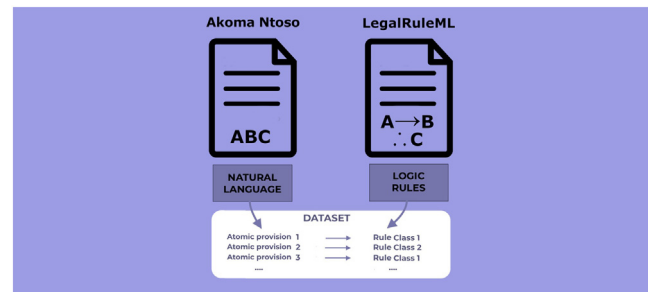 Akoma Ntoso LegalRuleML
ABC
A→B
∴C
NATURAL LANGUAGE
LOGIC RULES
DATASET
Atomic provision 1 → Rule Class 1
Atomic provision 2 → Rule Class 2
Atomic provision 3 → Rule Class 1
.... ....